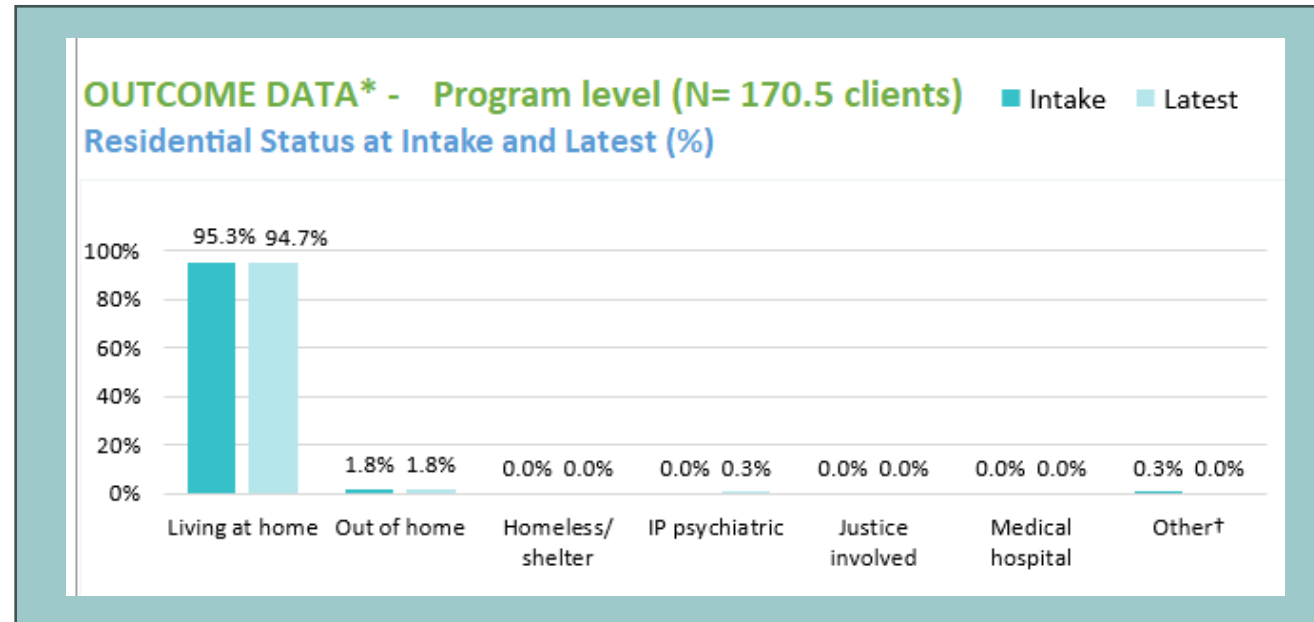 OUTCOME DATA* - Program level (N= 170.5 clients) Intake Latest
Residential Status at Intake and Latest (%)
95.3% 94.7%
100%
80%
60%
40%
20%
1.8% 1.8% 0.0% 0.0% 0.0% 0.3% 0.0% 0.0% 0.0% 0.0% 0.3% 0.0%
0%
Living at home Out of home Homeless/ IP psychiatric Justice Medical Other†
shelter involved hospital